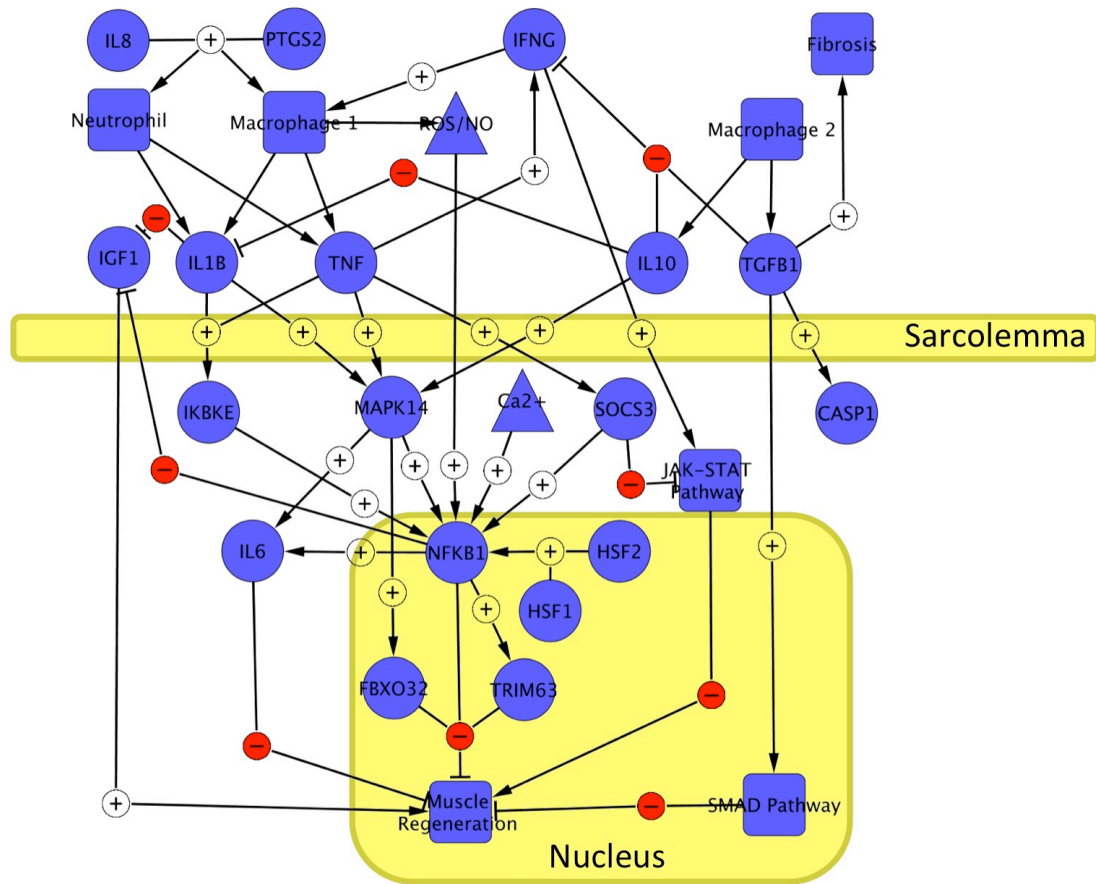 IL8
+
PTGS2
IFNG
Fibrosis
+
Neutrophil
Macrophage 1
ROS/NO
Macrophage 2
−
−
+
−
+
IGF1
IL1B
TNF
IL10
TGFB1
+
+
+
+
+
+
+
Sarcolemma
IKBKE
MAPK14
Ca2+
SOCS3
CASP1
−
+
+
+
+
+
−
JAK-STAT
Pathway
+
IL6
+
NFKB1
+
HSF2
+
+
+
HSF1
FBXO32
TRIM63
−
−
−
+
Muscle
Regeneration
−
SMAD Pathway
Nucleus